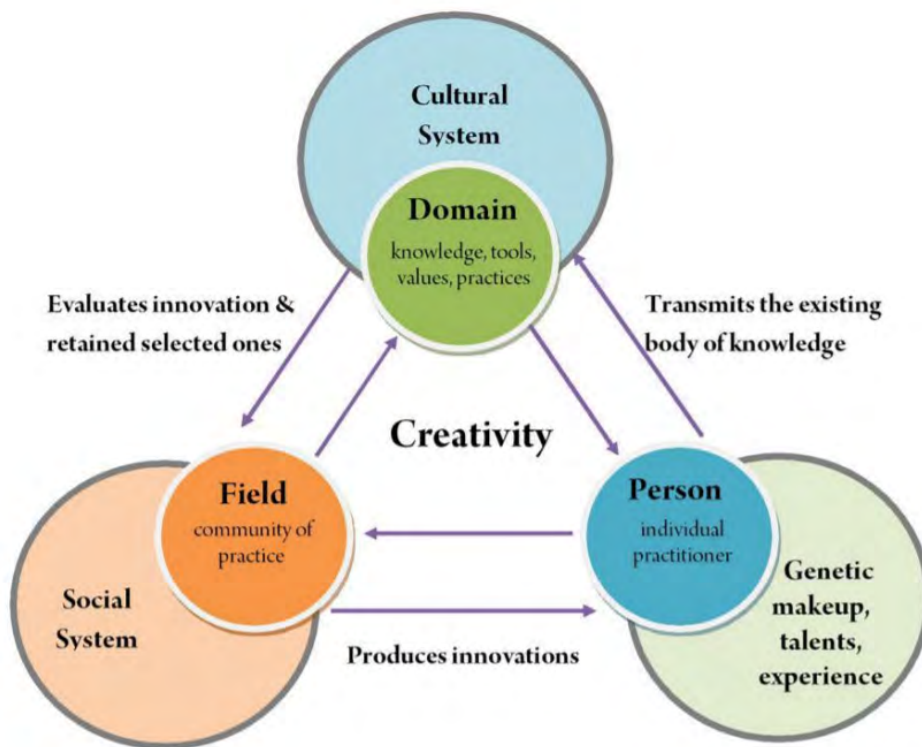 Cultural
System
Domain
knowledge, tools,
values, practices
Evaluates innovation &
retained selected ones
Transmits the existing
body of knowledge
Creativity
Field
community of
practice
Person
individual
practitioner
Social
System
Genetic
makeup,
talents,
experience
Produces innovations